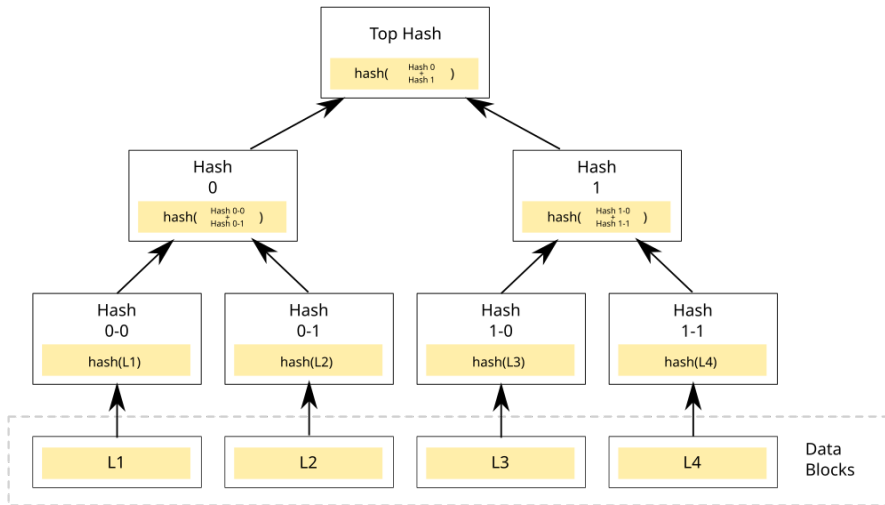 Top Hash
hash( Hash 0 + Hash 1 )
Hash
0
hash( Hash 0-0 + Hash 0-1 )
Hash
1
hash( Hash 1-0 + Hash 1-1 )
Hash
0-0
hash(L1)
Hash
0-1
hash(L2)
Hash
1-0
hash(L3)
Hash
1-1
hash(L4)
L1
L2
L3
L4
Data
Blocks